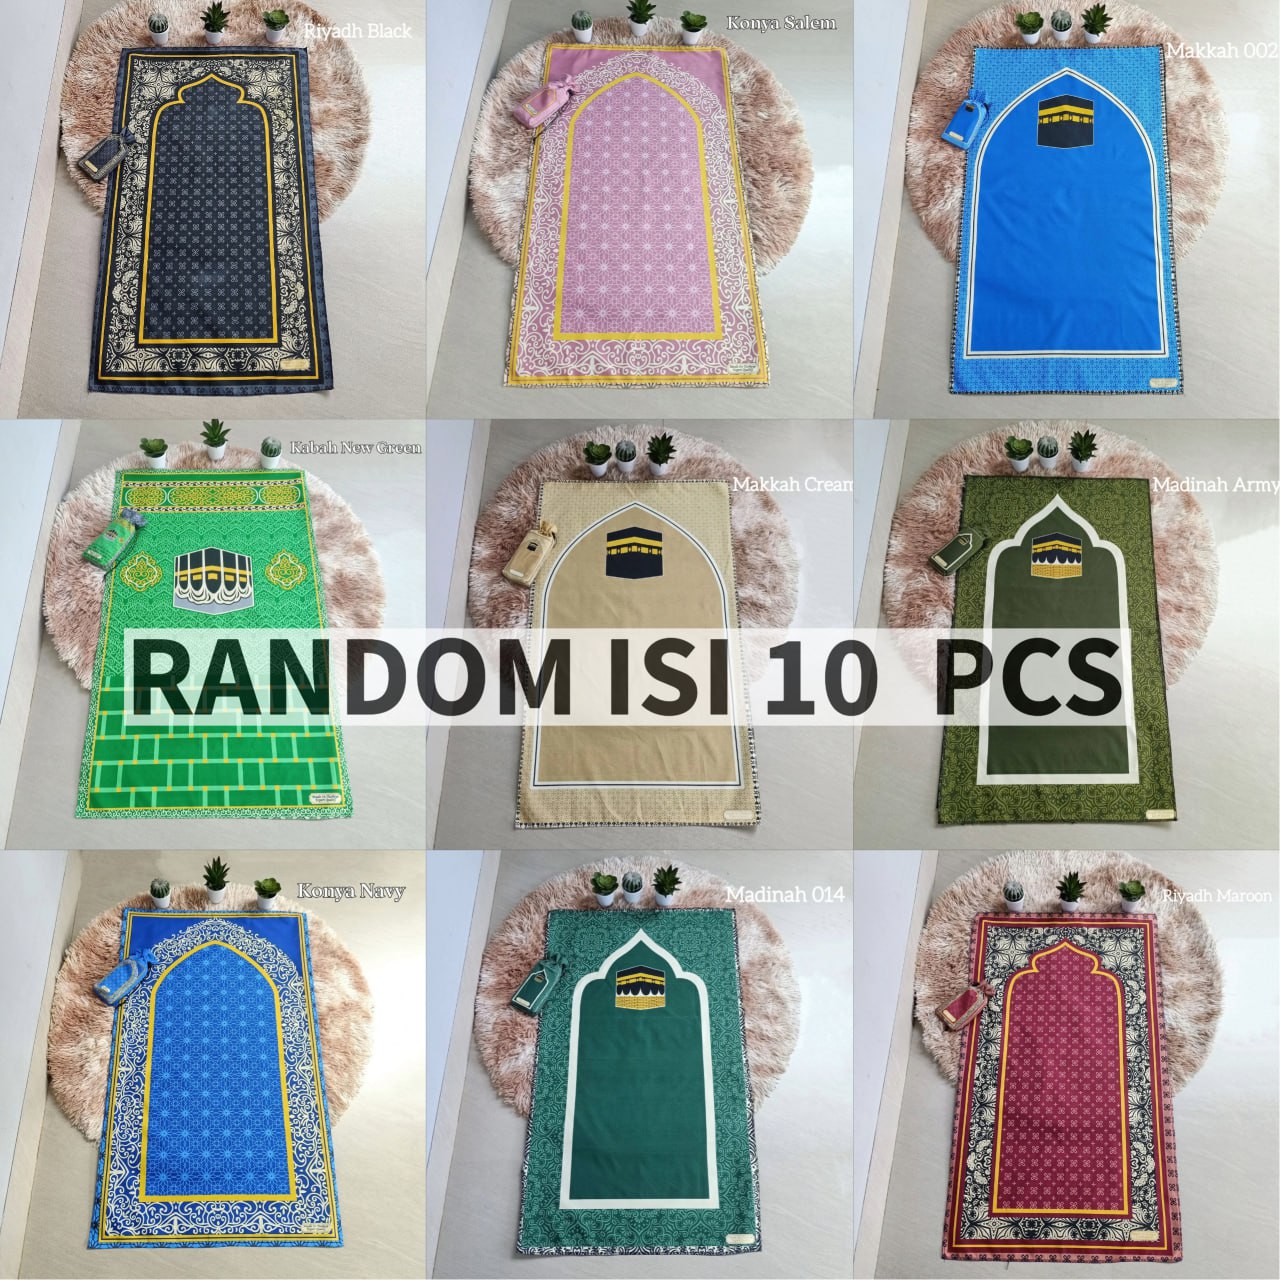 Riyadh Black
Konya Salem
Makkah 002
Kabah New Green
Makkah Cream
Madinah Army
RANDOM ISI 10 PCS
Konya Navy
Madinah 014
Riyadh Maroon